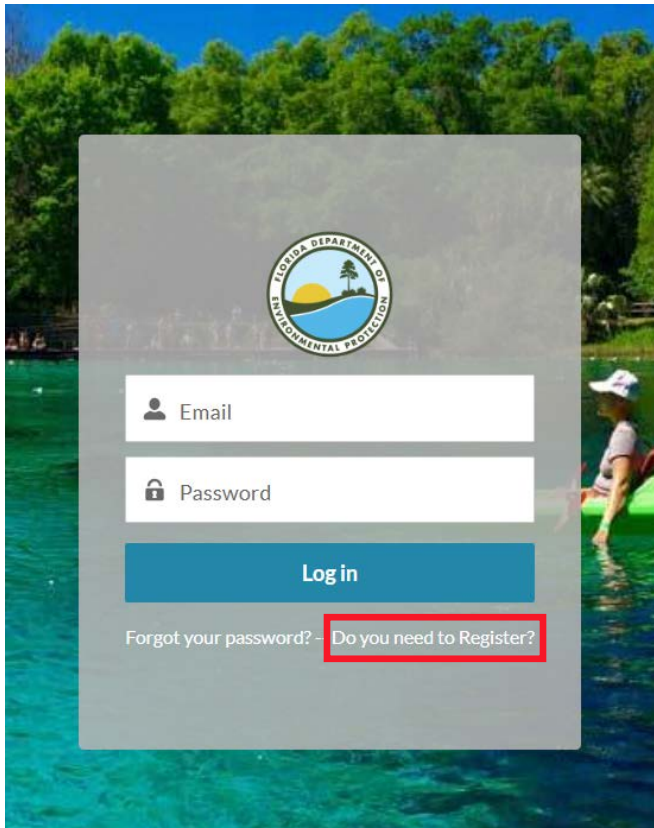 FLORIDA DEPARTMENT OF
ENVIRONMENTAL PROTECTION
Email
Password
Log in
Forgot your password? -- Do you need to Register?